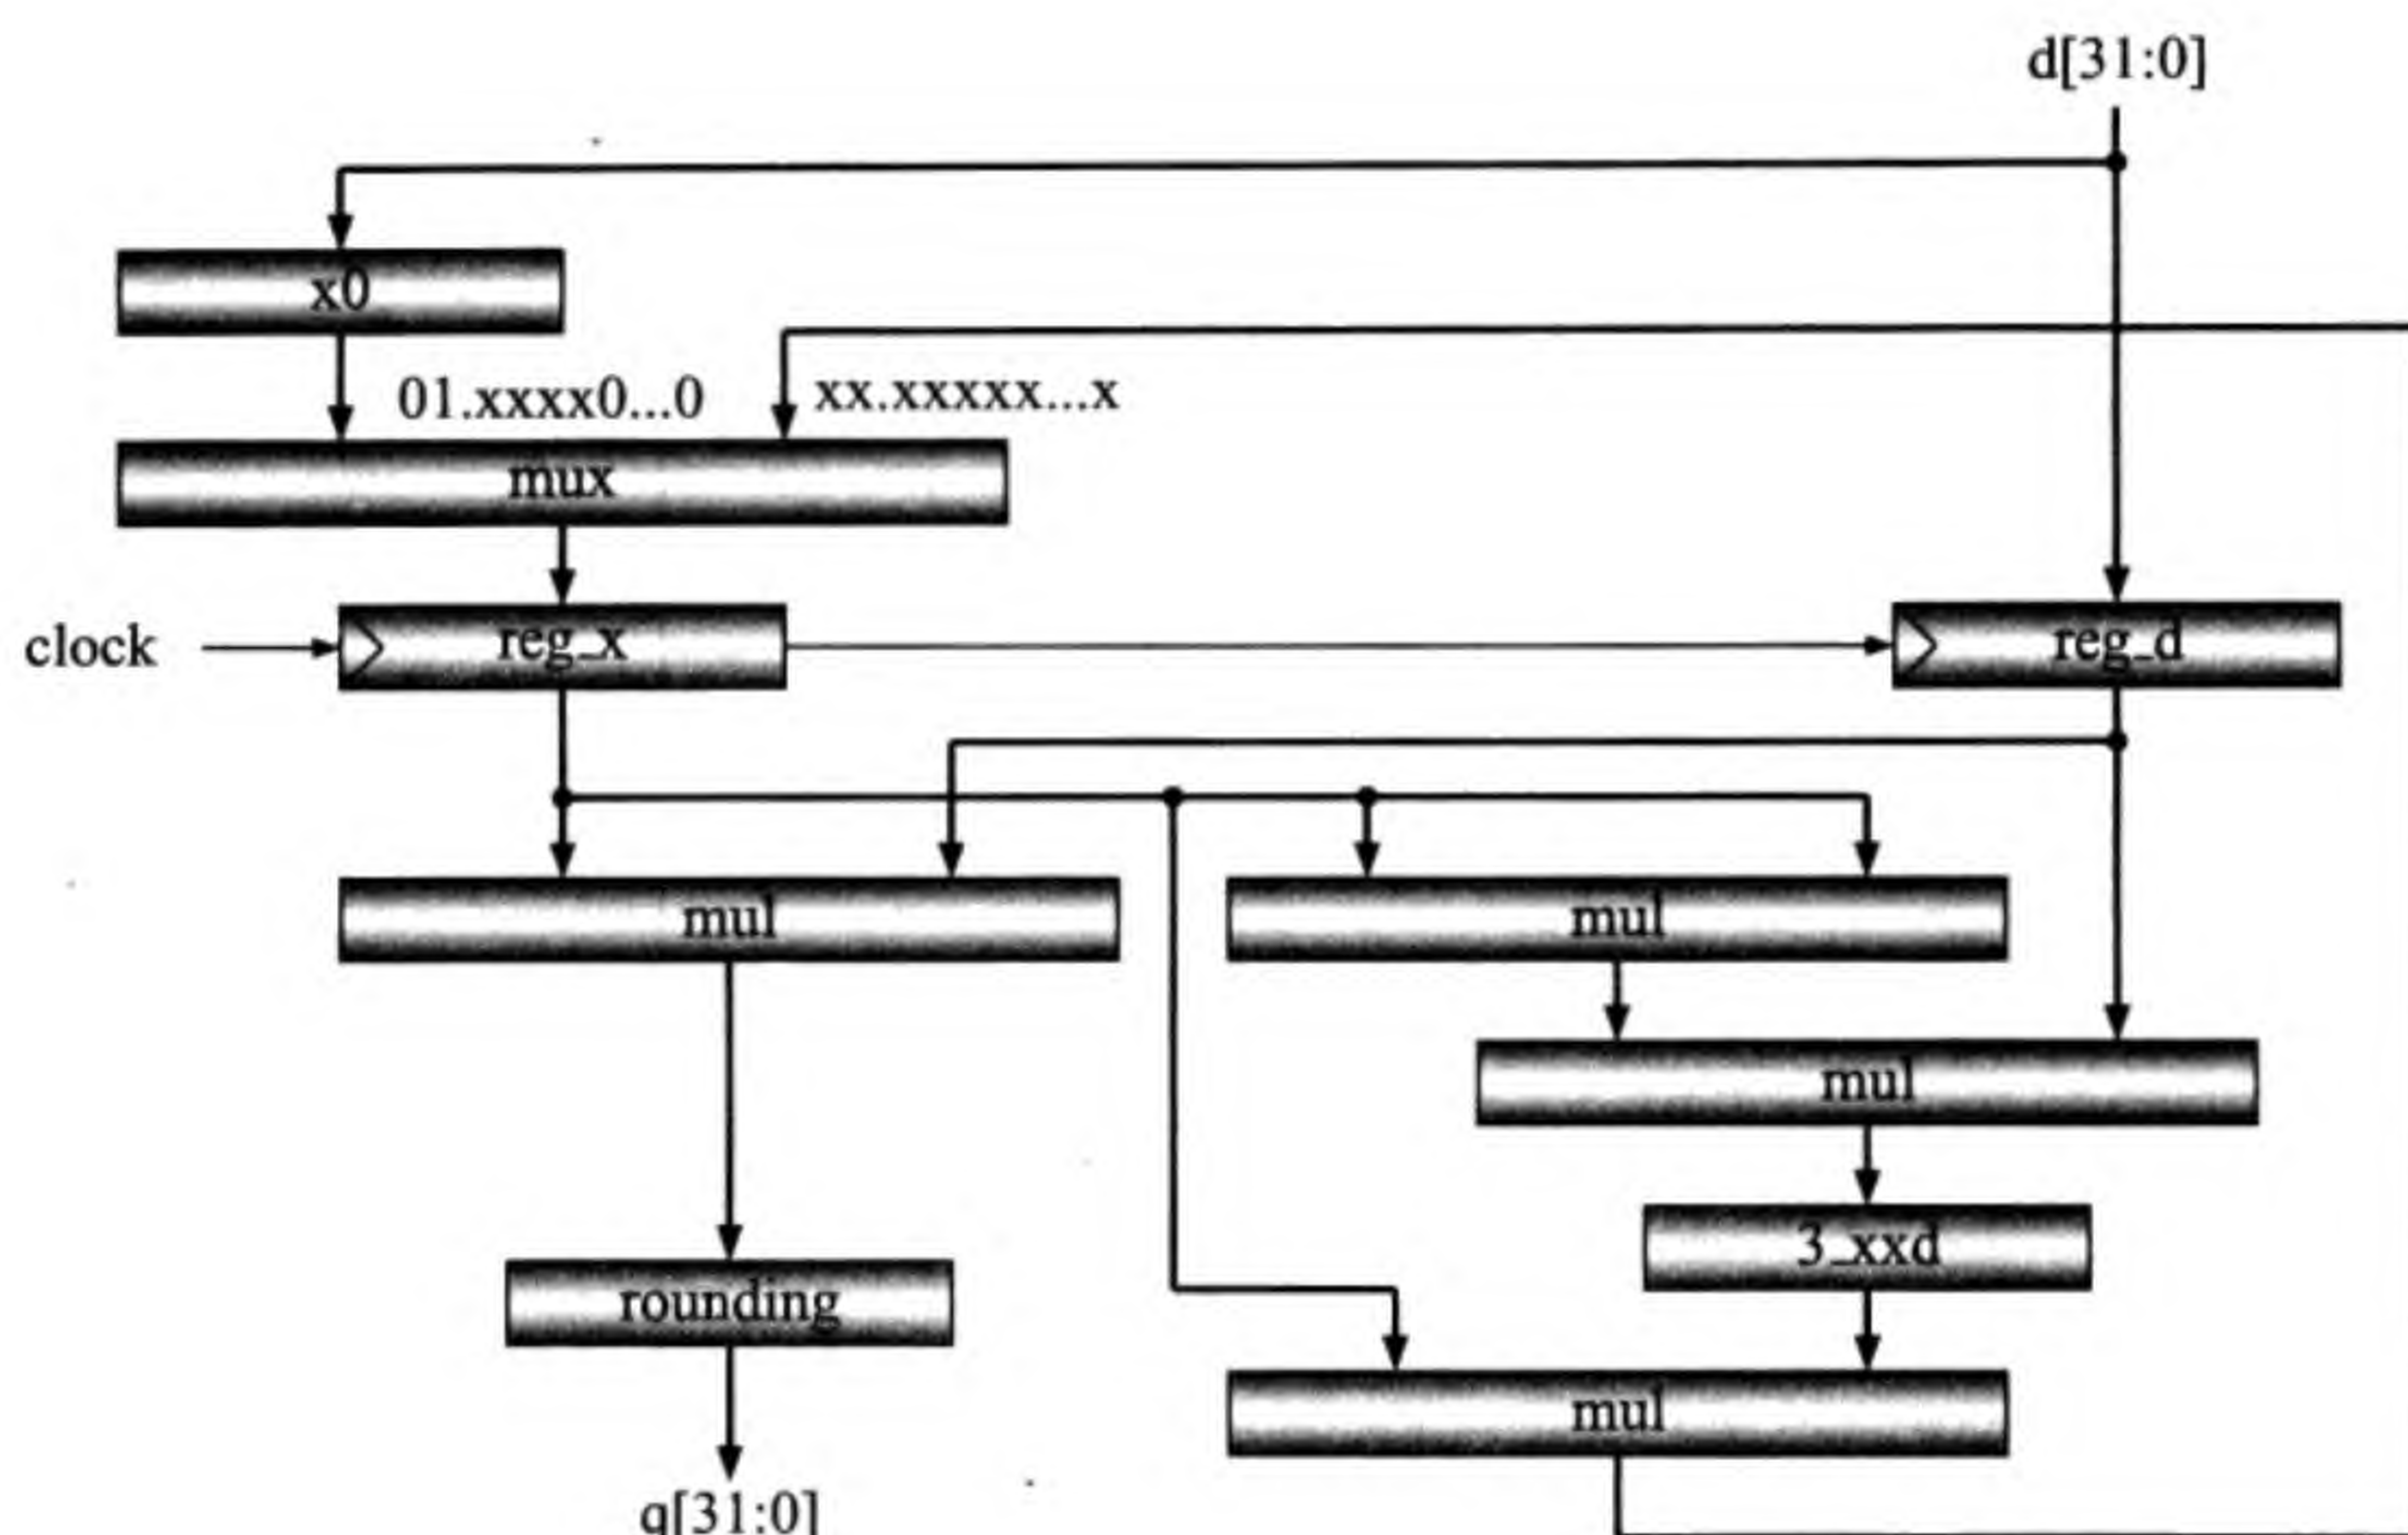 d[31:0]
x0
01.xxxx0...0
xx.xxxxx...x
mux
clock
reg_x
reg_d
mul
mul
mul
3_xxd
rounding
mul
q[31:0]